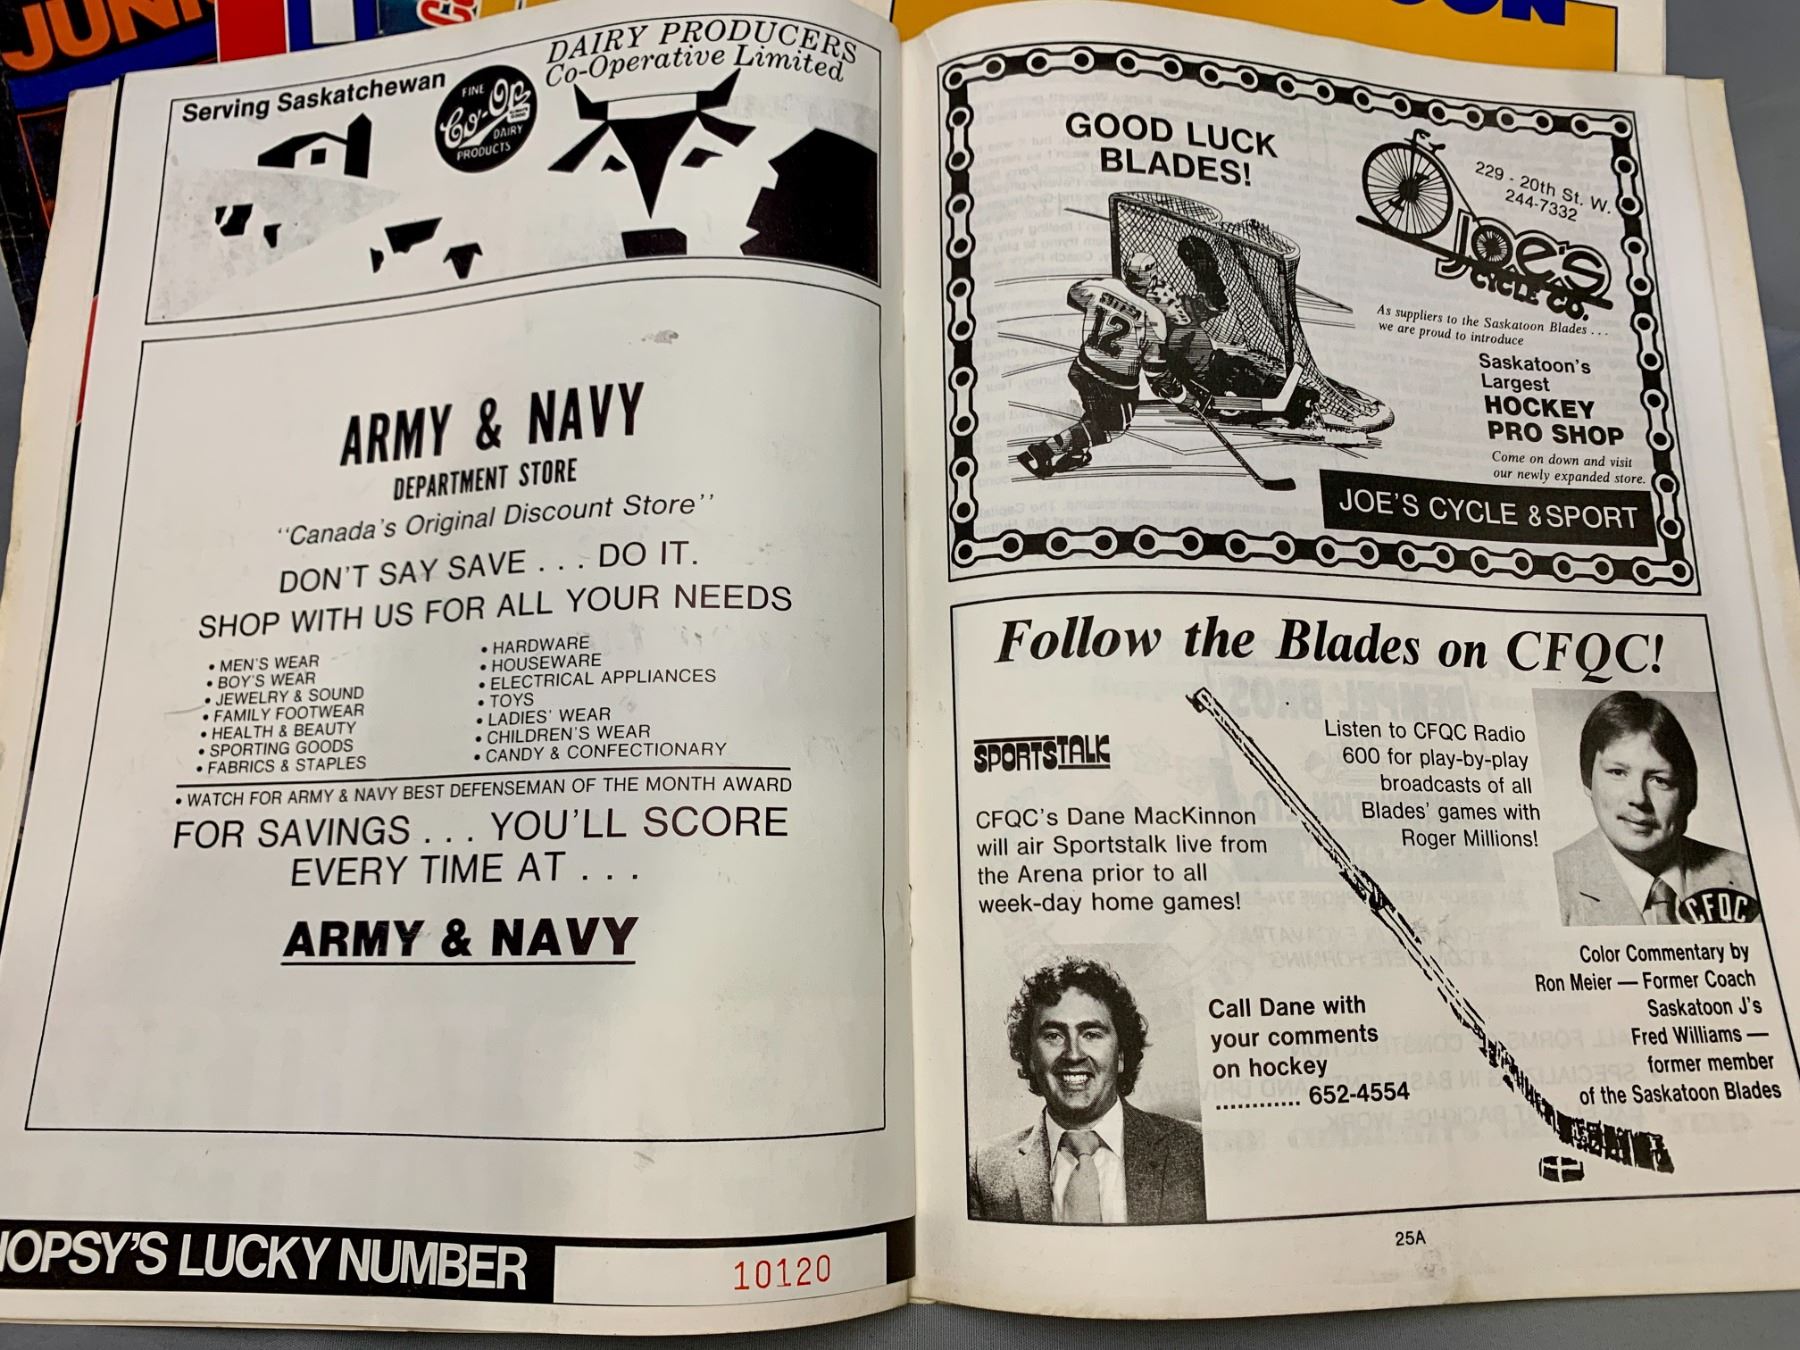 JUN
OON
Serving Saskatchewan
FINE
Co-Op
DAIRY
PRODUCTS
DAIRY PRODUCERS
Co-Operative Limited
ARMY & NAVY
DEPARTMENT STORE
"Canada's Original Discount Store"
DON'T SAY SAVE . . . DO IT.
SHOP WITH US FOR ALL YOUR NEEDS
• MEN'S WEAR
• BOY'S WEAR
• JEWELRY & SOUND
• FAMILY FOOTWEAR
• HEALTH & BEAUTY
• SPORTING GOODS
• FABRICS & STAPLES
• HARDWARE
• HOUSEWARE
• ELECTRICAL APPLIANCES
• TOYS
• LADIES' WEAR
• CHILDREN'S WEAR
• CANDY & CONFECTIONARY
• WATCH FOR ARMY & NAVY BEST DEFENSEMAN OF THE MONTH AWARD
FOR SAVINGS . . . YOU'LL SCORE
EVERY TIME AT . . .
ARMY & NAVY
HOPSY'S LUCKY NUMBER
10120
GOOD LUCK
BLADES!
229 - 20th St. W.
244-7332
JOE'S
CYCLE CO.
12
As suppliers to the Saskatoon Blades . . .
we are proud to introduce
Saskatoon's
Largest
HOCKEY
PRO SHOP
Come on down and visit
our newly expanded store.
JOE'S CYCLE & SPORT
Follow the Blades on CFQC!
SPORTSTALK
CFQC's Dane MacKinnon
will air Sportstalk live from
the Arena prior to all
week-day home games!
Listen to CFQC Radio
600 for play-by-play
broadcasts of all
Blades' games with
Roger Millions!
CFQC
Call Dane with
your comments
on hockey
............ 652-4554
Color Commentary by
Ron Meier — Former Coach
Saskatoon J's
Fred Williams —
former member
of the Saskatoon Blades
25A